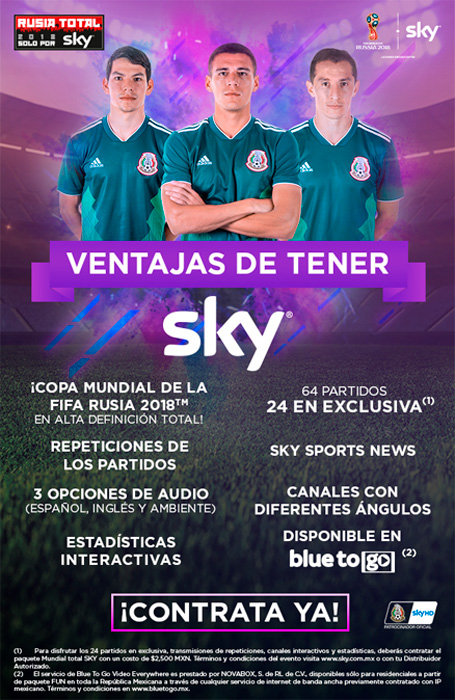 RUSIA TOTAL
2018
SOLO POR sky
RUSSIA 2018
sky
VENTAJAS DE TENER
sky®
¡COPA MUNDIAL DE LA
FIFA RUSIA 2018™
EN ALTA DEFINICIÓN TOTAL!
64 PARTIDOS
24 EN EXCLUSIVA(1)
REPETICIONES DE
LOS PARTIDOS
SKY SPORTS NEWS
3 OPCIONES DE AUDIO
(ESPAÑOL, INGLÉS Y AMBIENTE)
CANALES CON
DIFERENTES ÁNGULOS
ESTADÍSTICAS
INTERACTIVAS
DISPONIBLE EN
blue to go (2)
¡CONTRATA YA!
sky HD
PATROCINADOR OFICIAL
(1) Para disfrutar los 24 partidos en exclusiva, transmisiones de repeticiones, canales interactivos y estadísticas, deberás contratar el
paquete Mundial total SKY con un costo de $2,500 MXN. Términos y condiciones del evento visita www.sky.com.mx o con tu Distribuidor
Autorizado.
(2) El servicio de Blue To Go Video Everywhere es prestado por NOVABOX, S. de RL de C.V., disponibles sólo para residenciales a partir
de paquete FUN en toda la República Mexicana a través de cualquier servicio de internet de banda ancha previamente contratado con IP
mexicano. Términos y condiciones en www.bluetogo.mx.